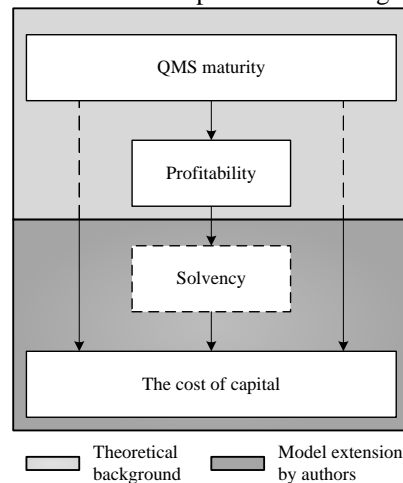 QMS maturity
Profitability
Solvency
The cost of capital
Theoretical
background
Model extension
by authors